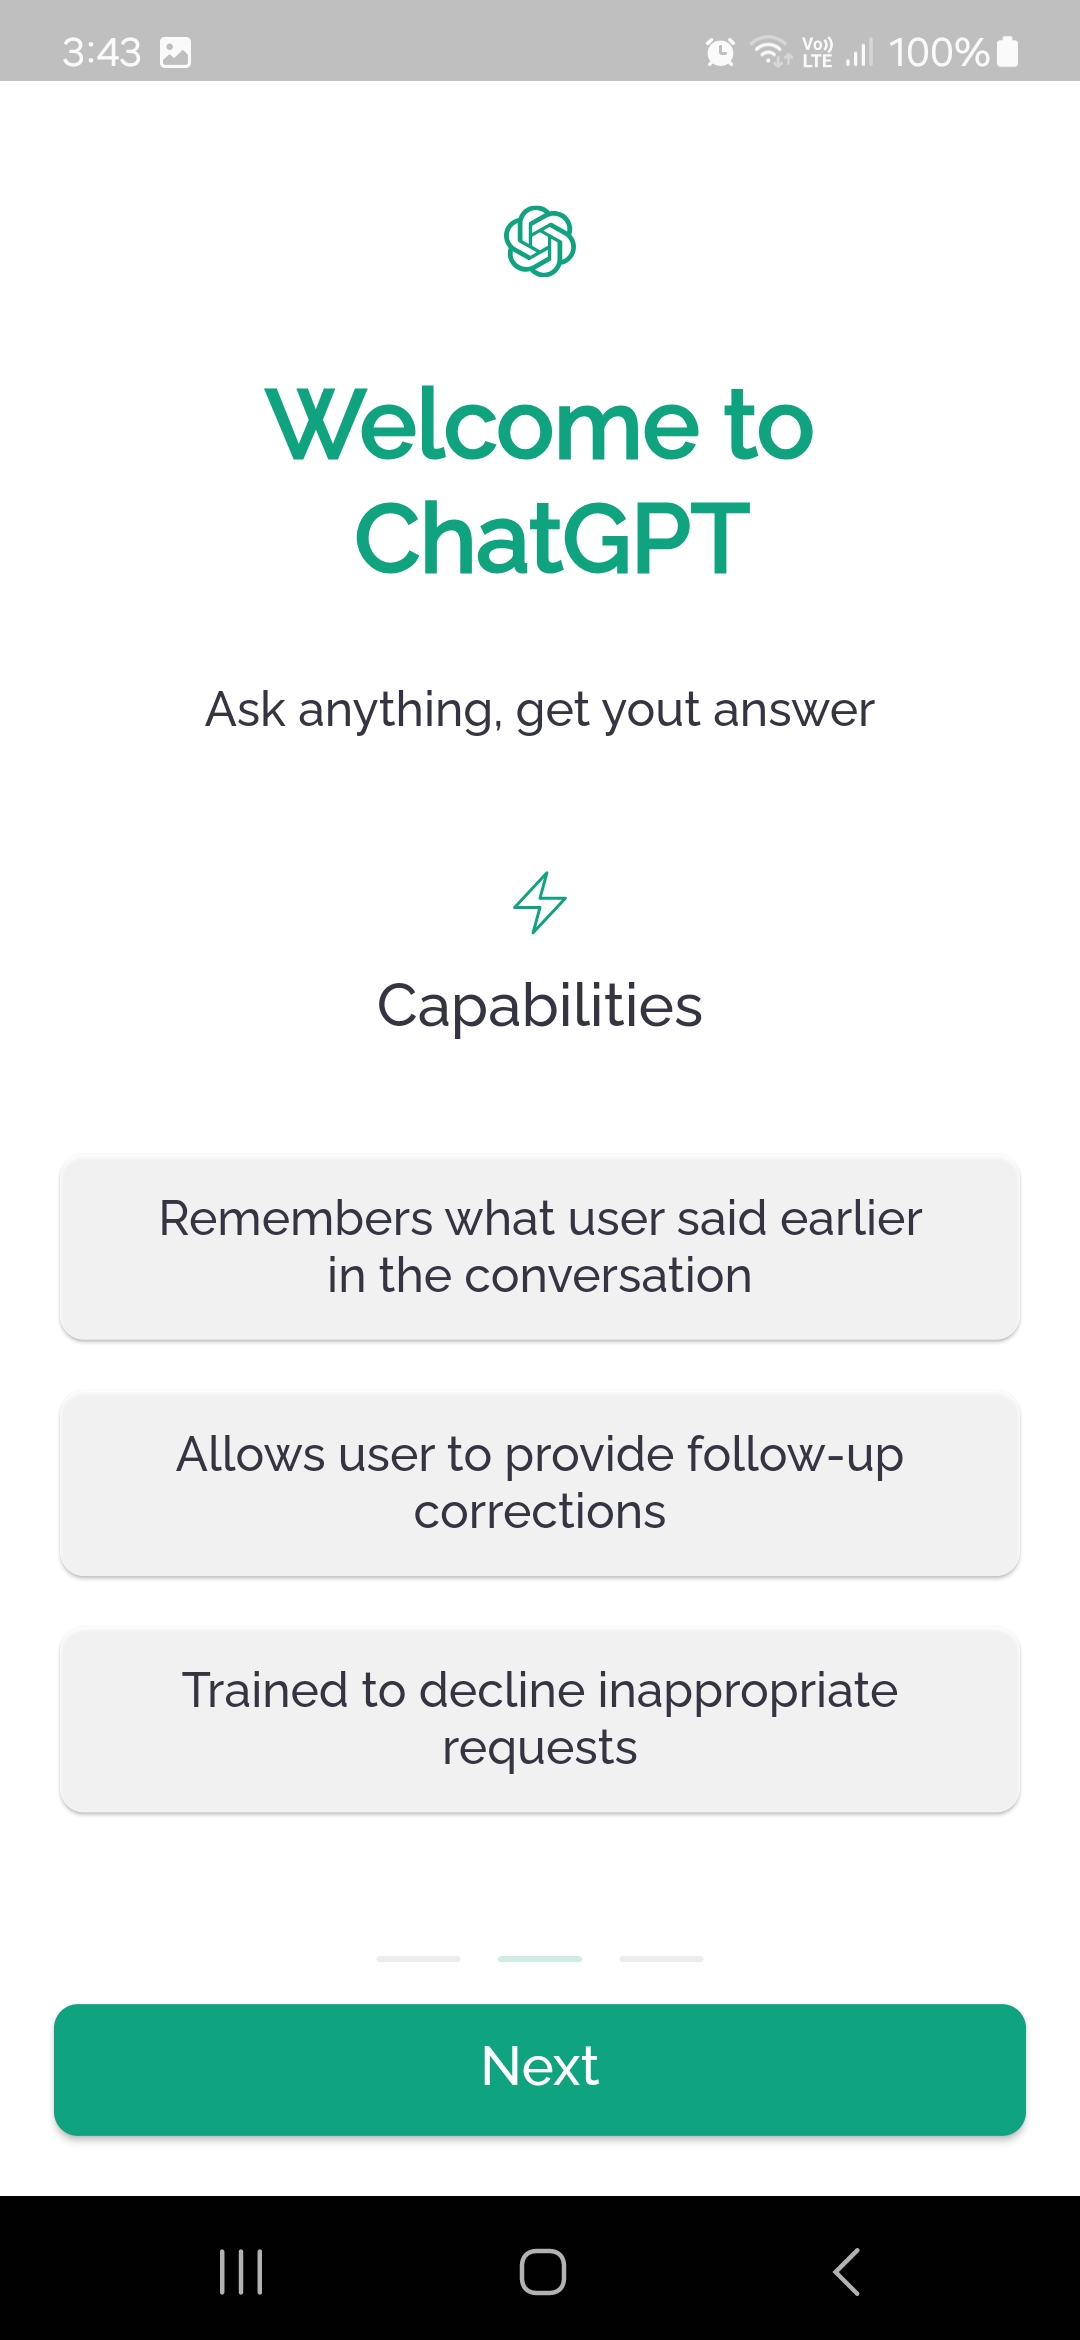 3:43
Vo)) LTE 100%
Welcome to
ChatGPT
Ask anything, get yout answer
Capabilities
Remembers what user said earlier
in the conversation
Allows user to provide follow-up
corrections
Trained to decline inappropriate
requests
Next